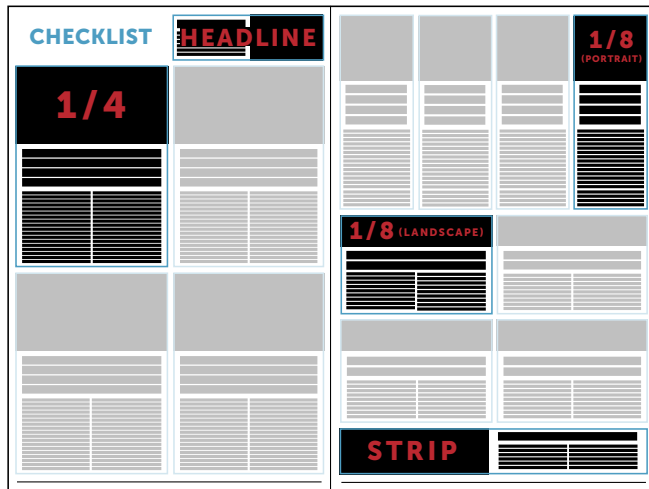 CHECKLIST
HEADLINE
1/4
1/8
(PORTRAIT)
1/8 (LANDSCAPE)
STRIP